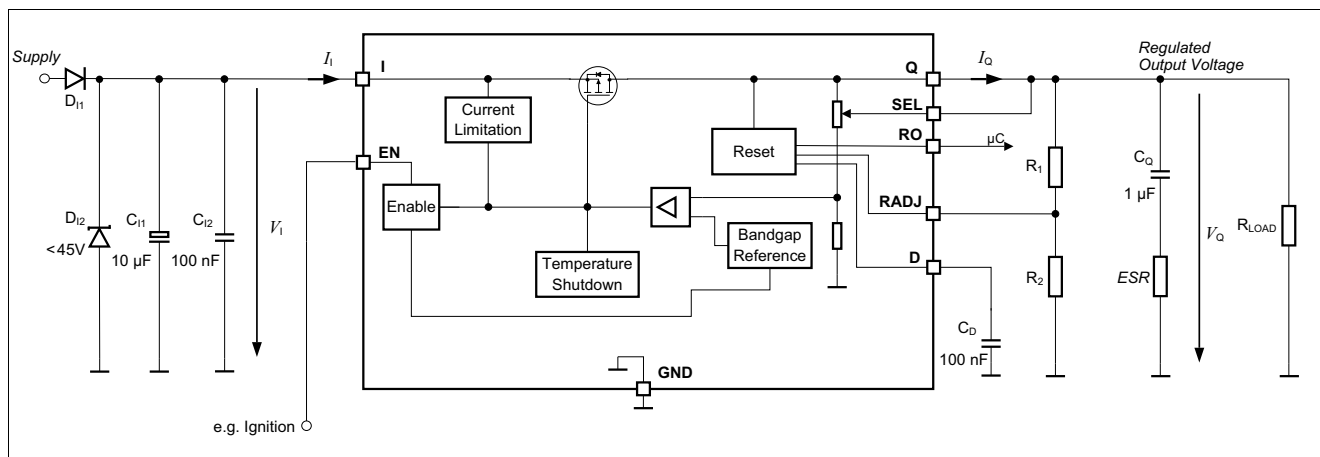 Supply
D_I1
D_I2
<45V
C_I1
10 µF
C_I2
100 nF
V_I
I_I
I
EN
e.g. Ignition
Current
Limitation
Enable
Temperature
Shutdown
Bandgap
Reference
Reset
GND
Q
SEL
RO
RADJ
D
I_Q
µC
C_D
100 nF
R_1
R_2
Regulated
Output Voltage
C_Q
1 µF
ESR
V_Q
R_LOAD